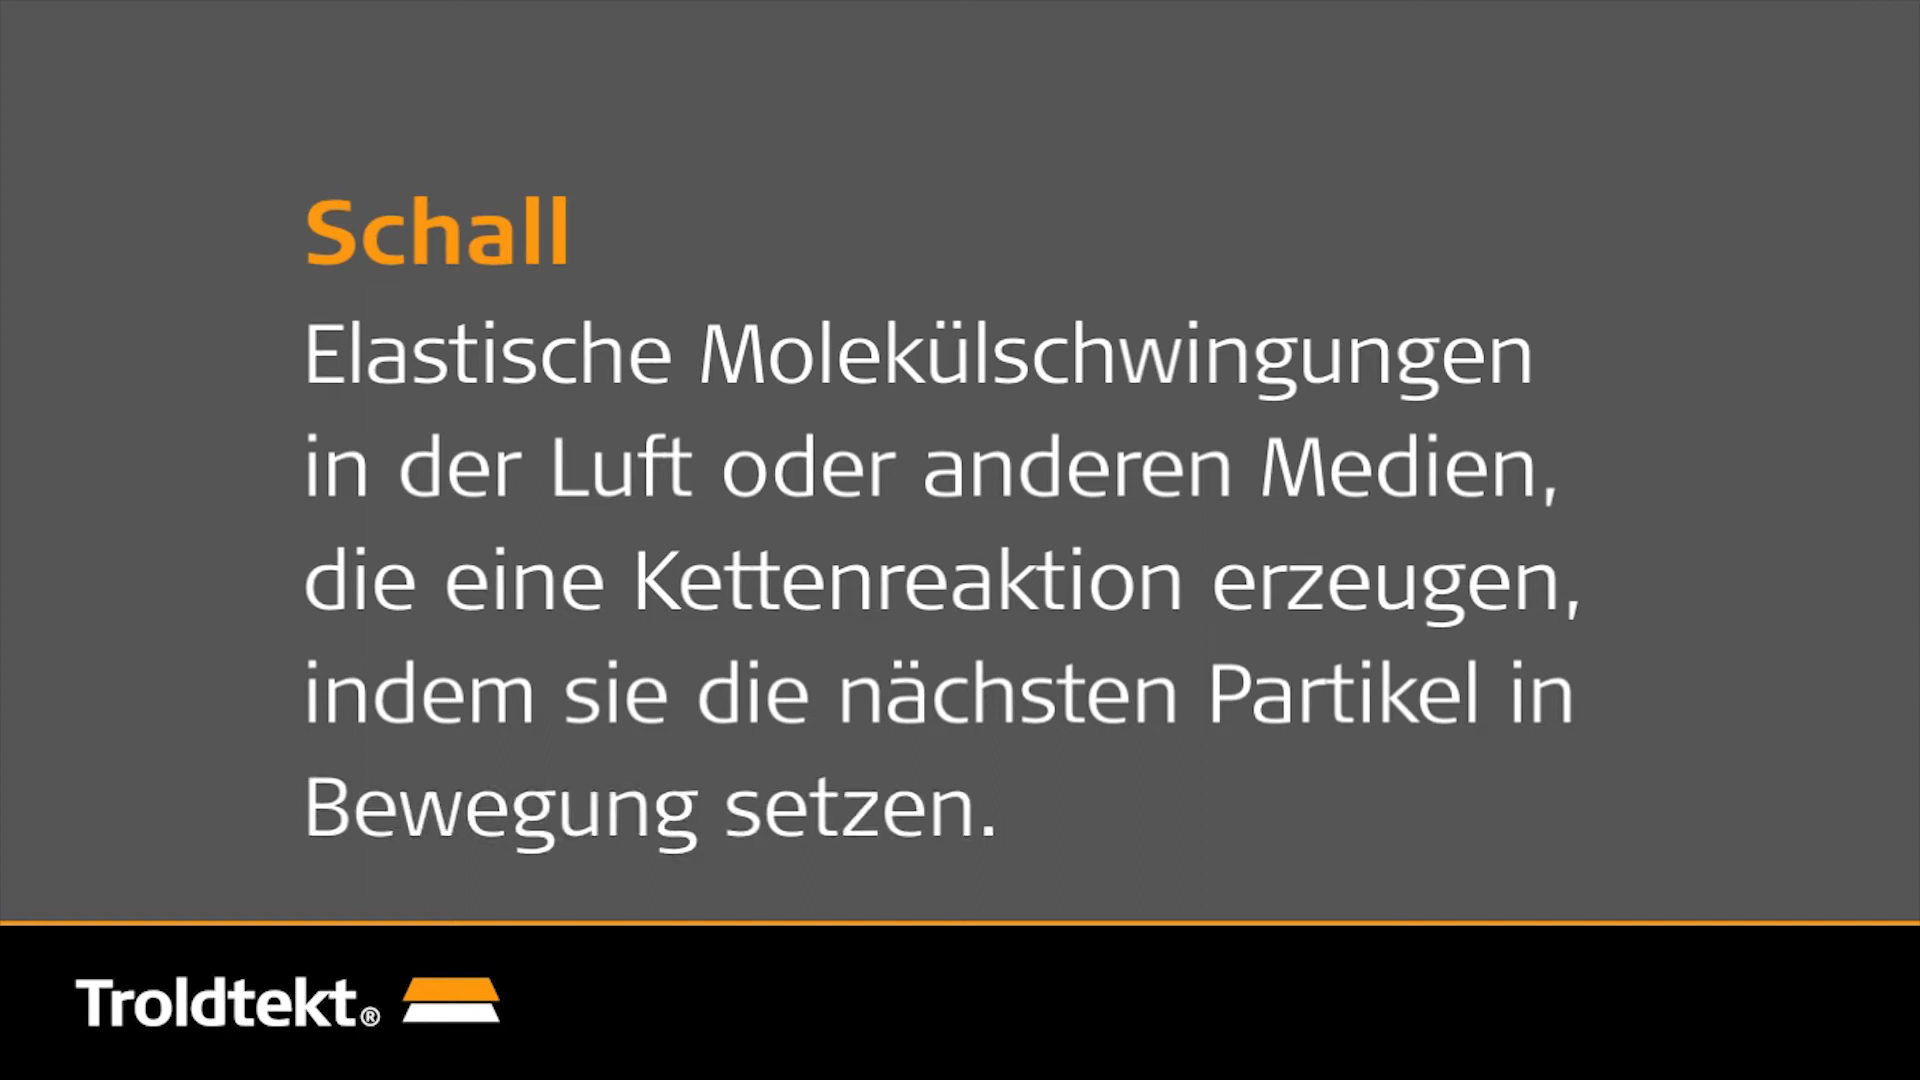 Schall
Elastische Molekülschwingungen
in der Luft oder anderen Medien,
die eine Kettenreaktion erzeugen,
indem sie die nächsten Partikel in
Bewegung setzen.
Troldtekt®